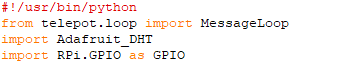 #!/usr/bin/python
from telepot.loop import MessageLoop
import Adafruit_DHT
import RPi.GPIO as GPIO